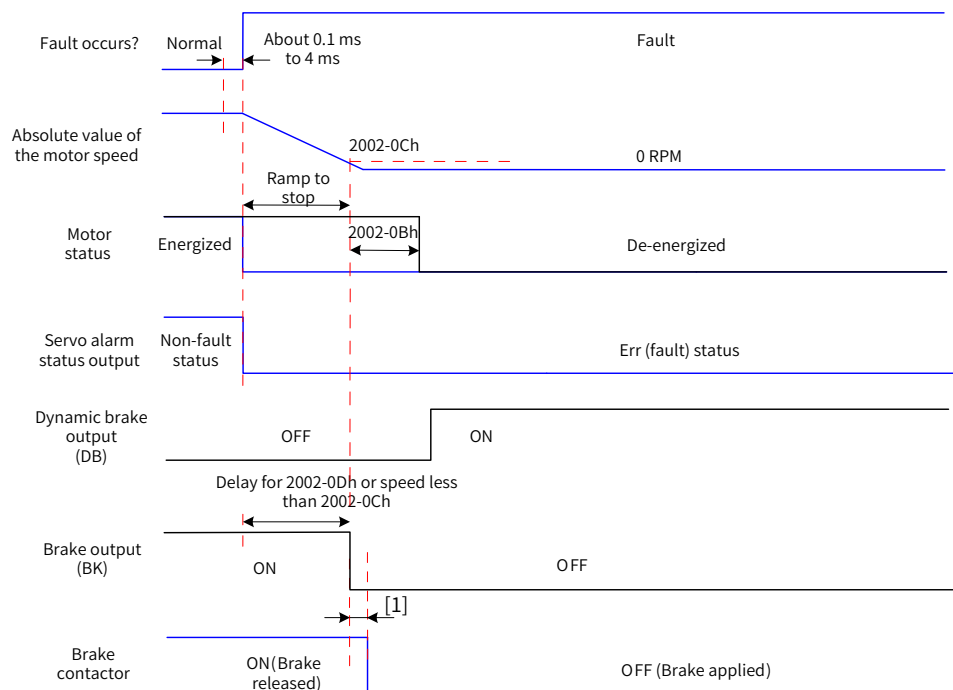 Fault occurs?
Normal
About 0.1 ms
to 4 ms
Fault
Absolute value of
the motor speed
2002-0Ch
0 RPM
Ramp to
stop
Motor
status
Energized
2002-0Bh
De-energized
Servo alarm
status output
Non-fault
status
Err (fault) status
Dynamic brake
output
(DB)
OFF
ON
Delay for 2002-0Dh or speed less
than 2002-0Ch
Brake output
(BK)
ON
OFF
[1]
Brake
contactor
ON(Brake
released)
OFF (Brake applied)